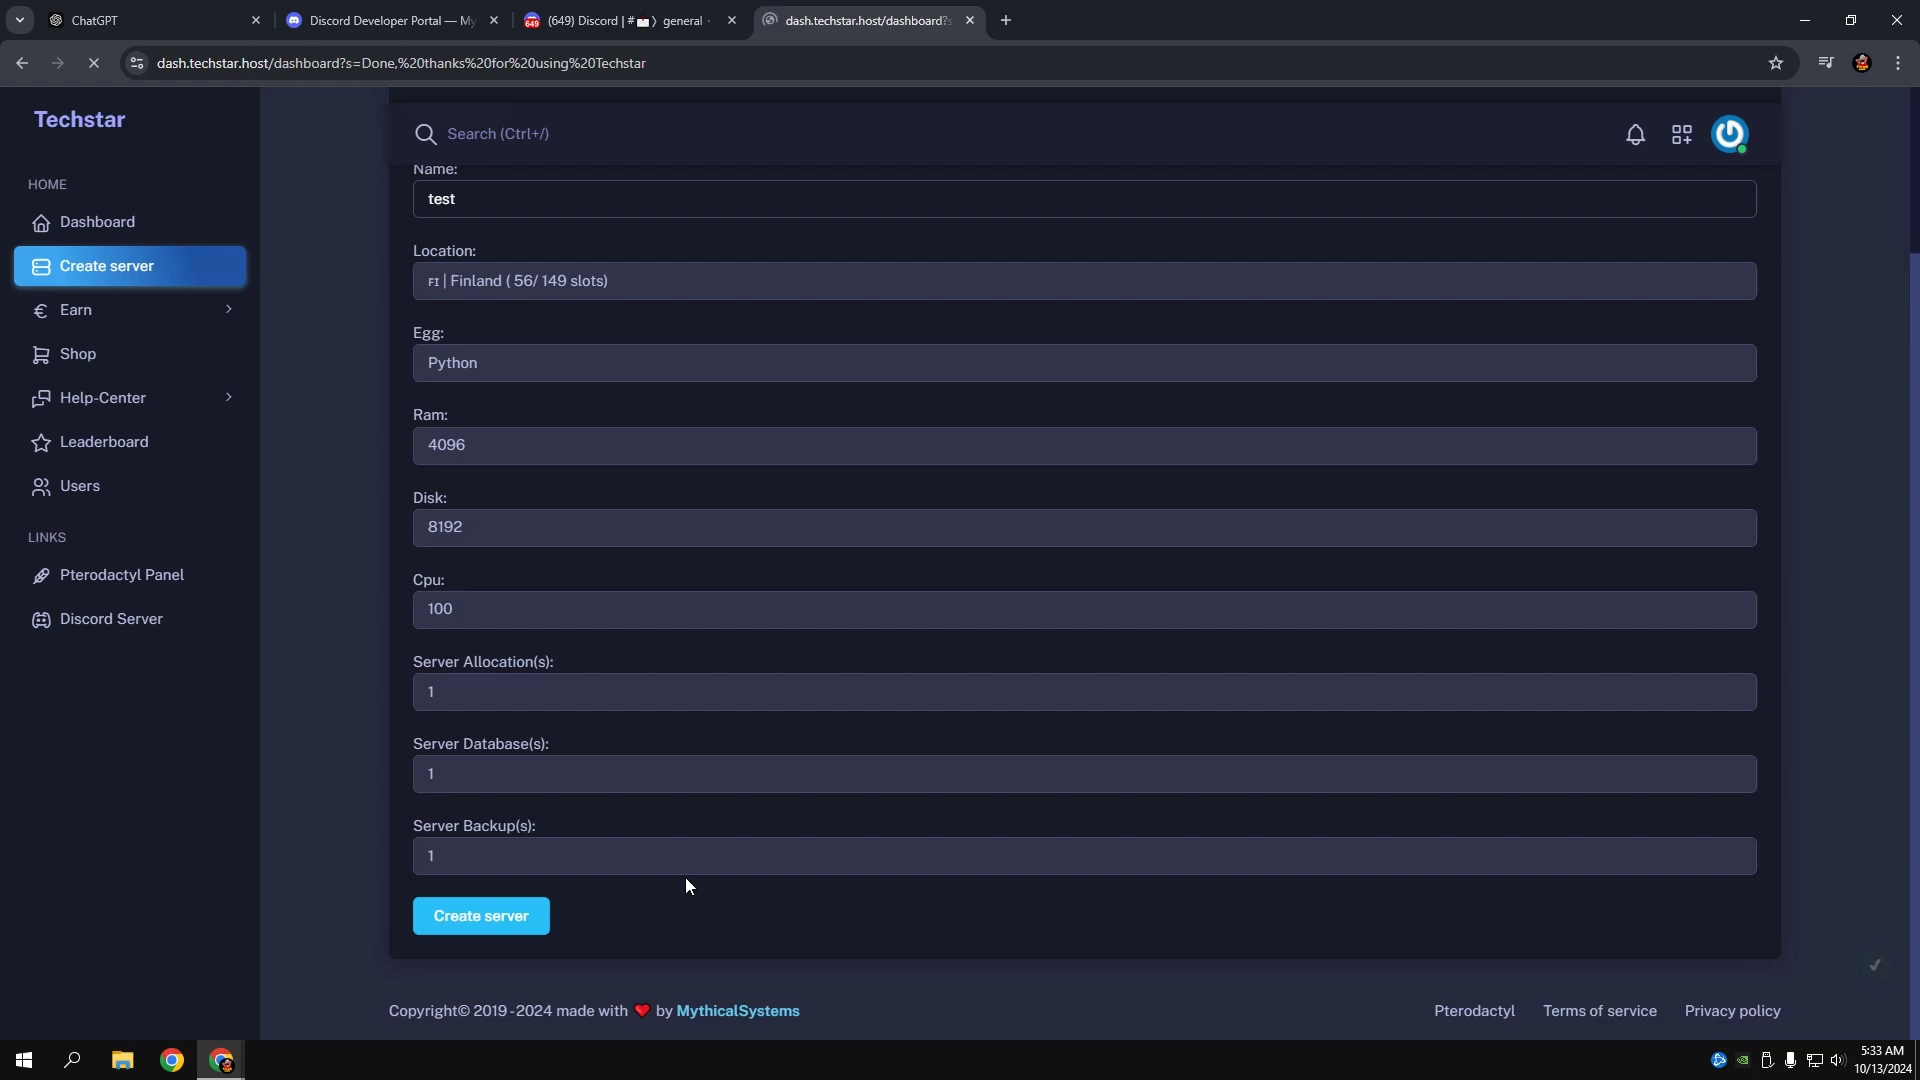 ChatGPT
Discord Developer Portal — My
(649) Discord | # 〉 general
dash.techstar.host/dashboard?s
dash.techstar.host/dashboard?s=Done,%20thanks%20for%20using%20Techstar
Techstar
Search (Ctrl+/)
HOME
Dashboard
Create server
Earn
Shop
Help-Center
Leaderboard
Users
LINKS
Pterodactyl Panel
Discord Server
Name:
test
Location:
FI | Finland ( 56/ 149 slots)
Egg:
Python
Ram:
4096
Disk:
8192
Cpu:
100
Server Allocation(s):
1
Server Database(s):
1
Server Backup(s):
1
Create server
Copyright© 2019 - 2024 made with ❤ by MythicalSystems
Pterodactyl
Terms of service
Privacy policy
5:33 AM
10/13/2024